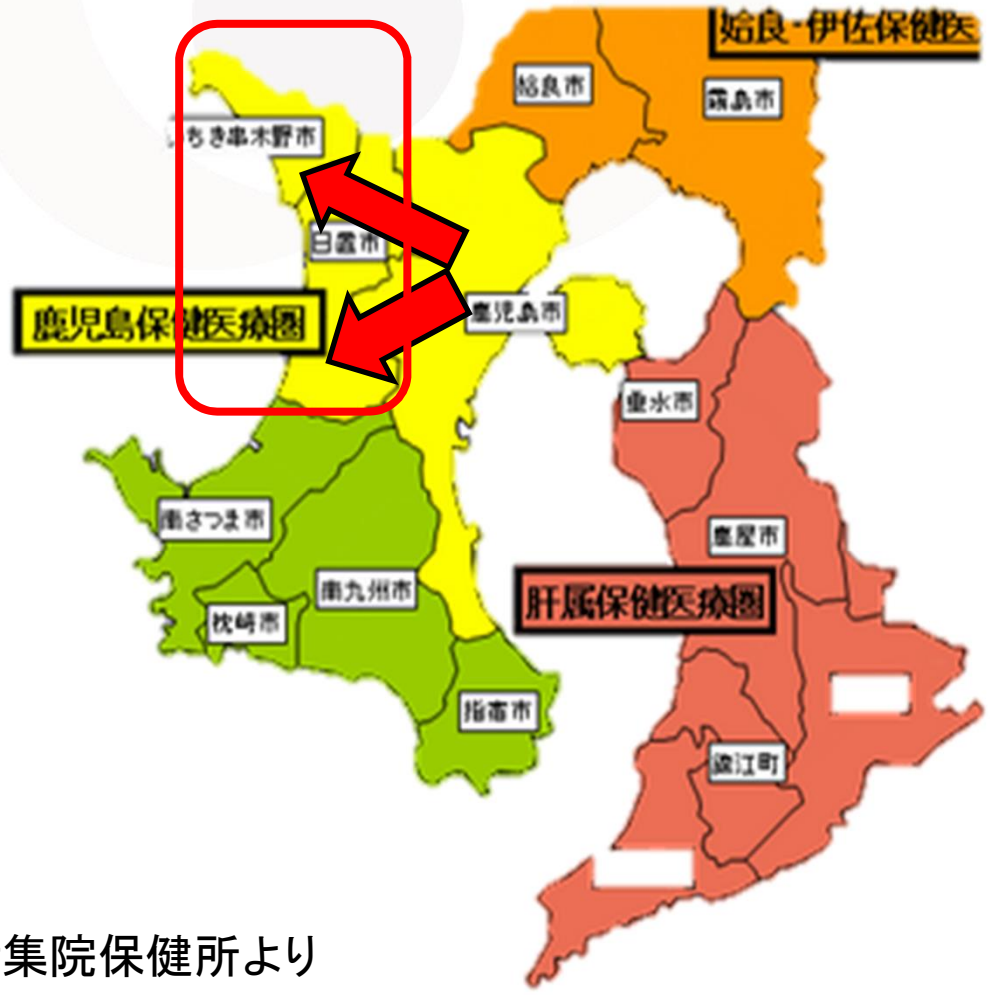 姶良・伊佐保健医
姶良市
霧島市
ちき串木野市
日置市
鹿児島保健医療圏
鹿児島市
垂水市
南さつま市
鹿屋市
南九州市
肝属保健医療圏
枕崎市
指宿市
錦江町
集院保健所より